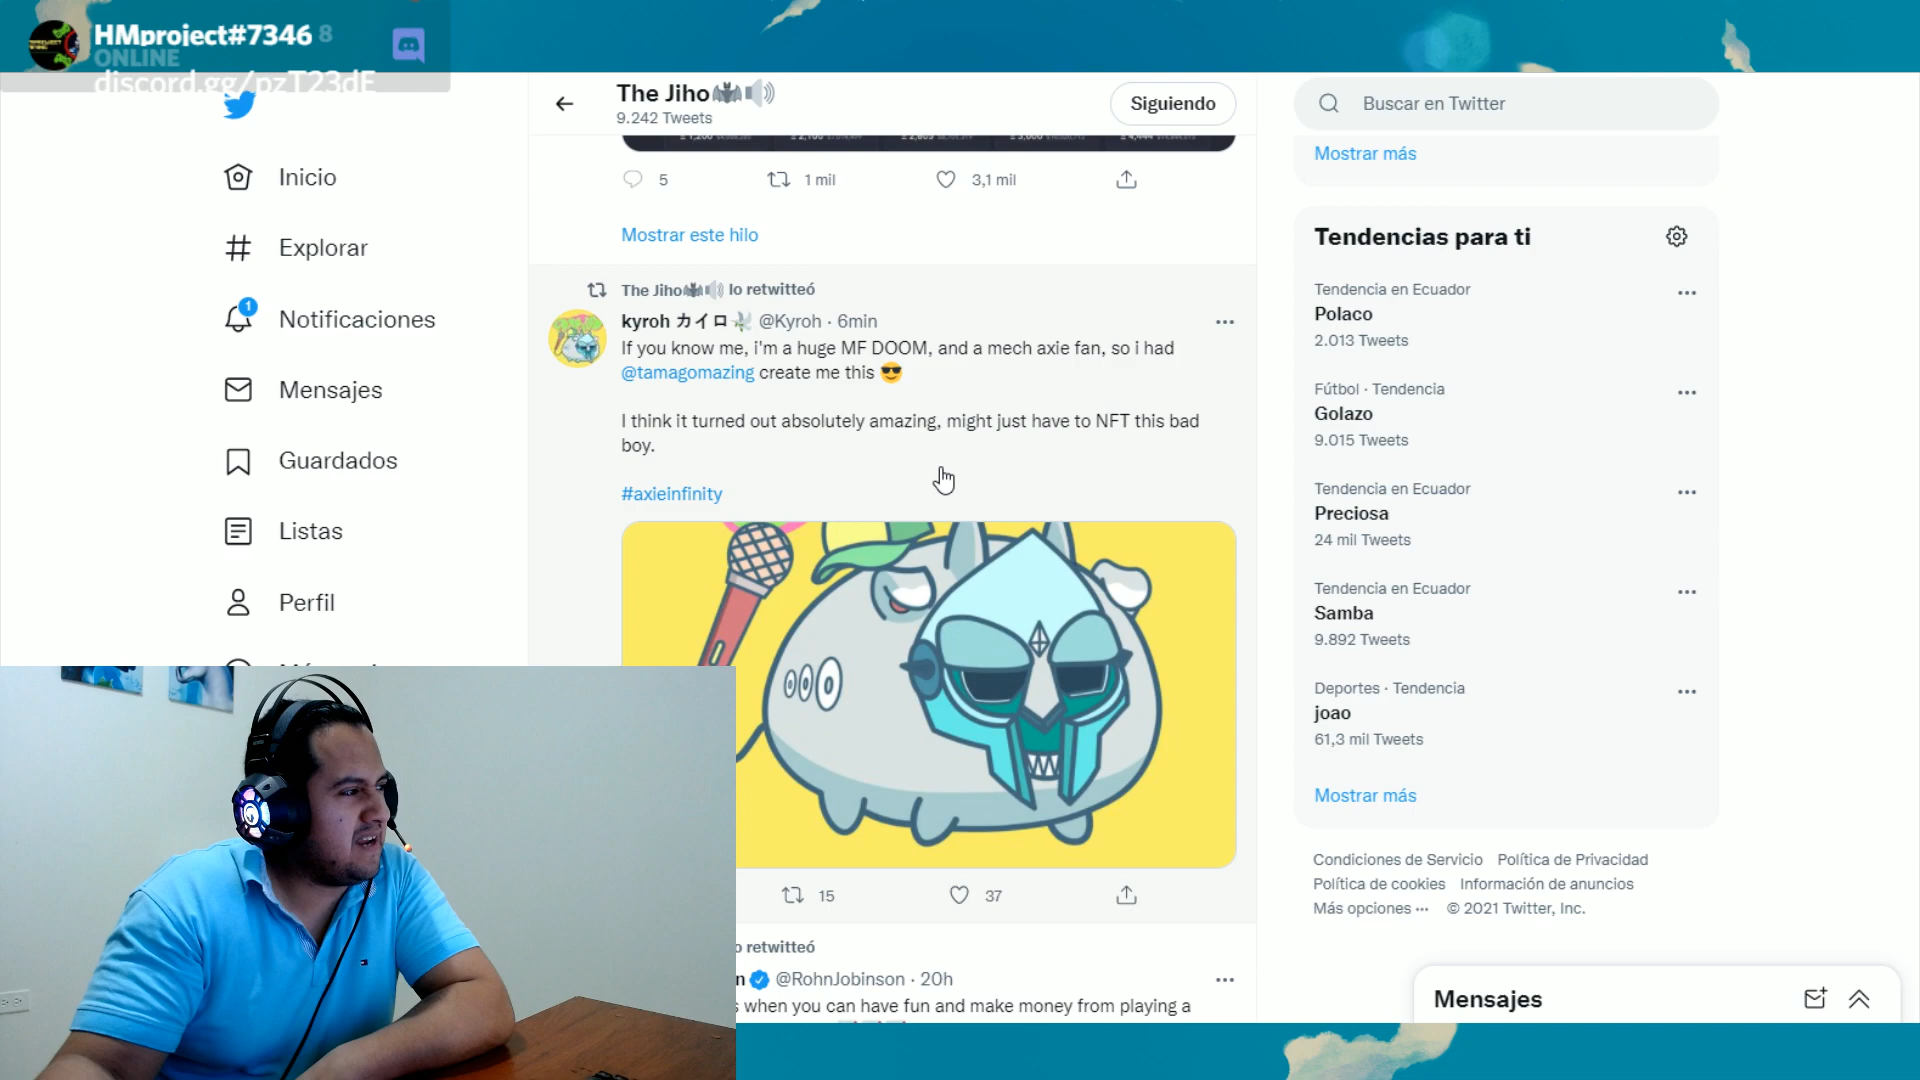 HMproject#7346 8
ONLINE
discord.gg/pzT23dE
Inicio
Explorar
1
Notificaciones
Mensajes
Guardados
Listas
Perfil
The Jiho
9.242 Tweets
Siguiendo
5
1 mil
3,1 mil
Mostrar este hilo
The Jiho lo retwitteó
kyroh カイロ @Kyroh · 6min
If you know me, i'm a huge MF DOOM, and a mech axie fan, so i had
@tamagomazing create me this 😎
I think it turned out absolutely amazing, might just have to NFT this bad
boy.
#axieinfinity
15
37
o retwitteó
n @RohnJobinson · 20h
s when you can have fun and make money from playing a
Buscar en Twitter
Mostrar más
Tendencias para ti
Tendencia en Ecuador
Polaco
2.013 Tweets
Fútbol · Tendencia
Golazo
9.015 Tweets
Tendencia en Ecuador
Preciosa
24 mil Tweets
Tendencia en Ecuador
Samba
9.892 Tweets
Deportes · Tendencia
joao
61,3 mil Tweets
Mostrar más
Condiciones de Servicio Política de Privacidad
Política de cookies Información de anuncios
Más opciones ··· © 2021 Twitter, Inc.
Mensajes